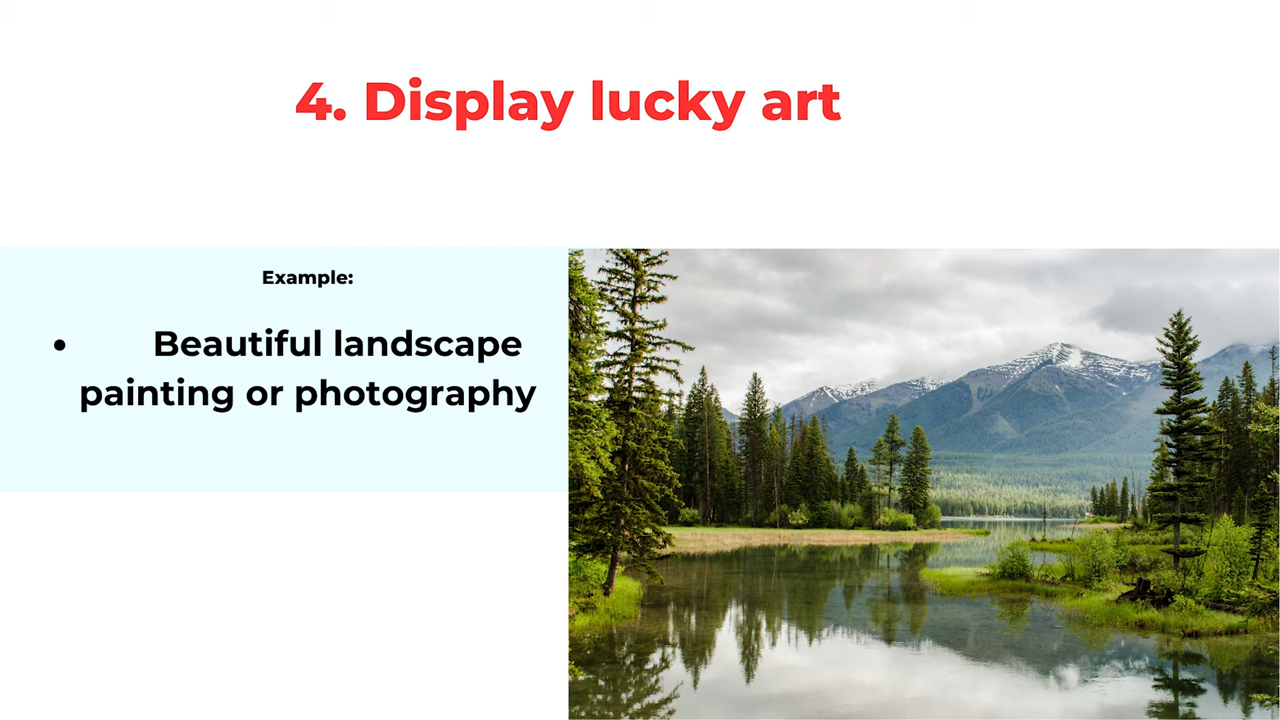 4. Display lucky art
Example:
• Beautiful landscape
painting or photography